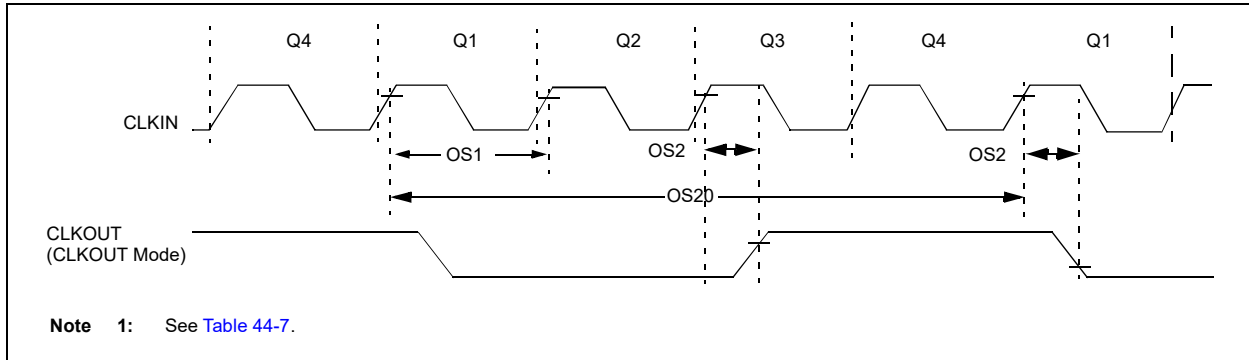 Q4 Q1 Q2 Q3 Q4 Q1
CLKIN
OS1 OS2 OS2
OS20
CLKOUT
(CLKOUT Mode)
Note 1: See Table 44-7.